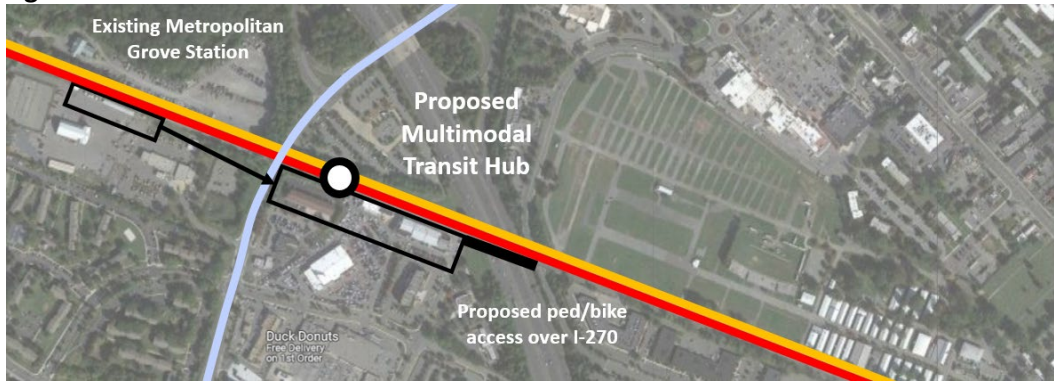 Existing Metropolitan
Grove Station
Proposed
Multimodal
Transit Hub
Proposed ped/bike
access over I-270
Duck Donuts
Free Delivery
on 1st Order